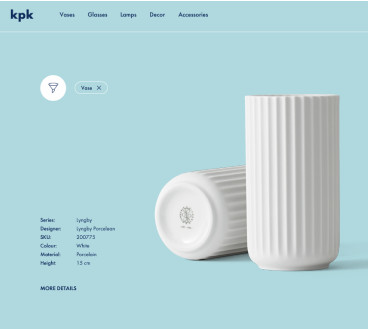 kpk
Vases Glasses Lamps Decor Accessories
Vase X
Series: Lyngby
Designer: Lyngby Porcelæn
SKU: 200775
Colour: White
Material: Porcelain
Height 15 cm
MORE DETAILS